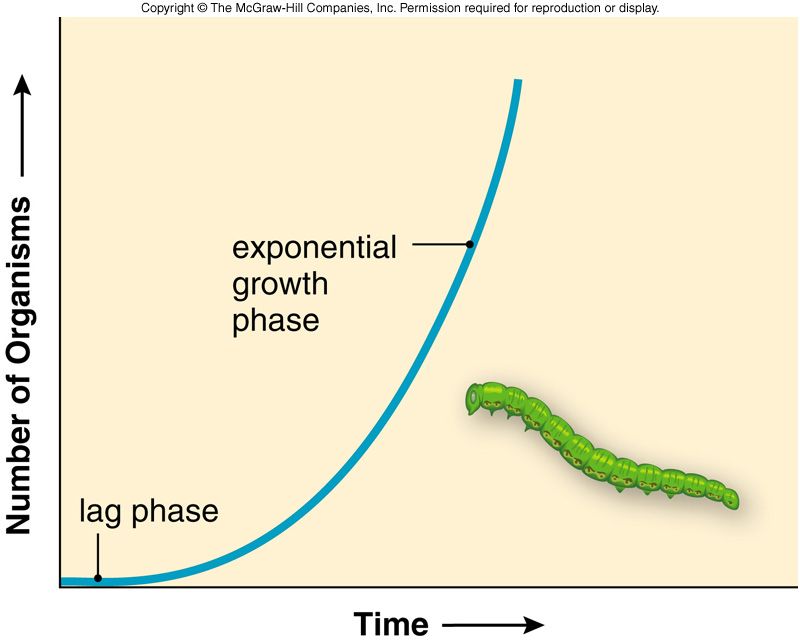 Copyright © The McGraw-Hill Companies, Inc. Permission required for reproduction or display.
Number of Organisms
exponential
growth
phase
lag phase
Time